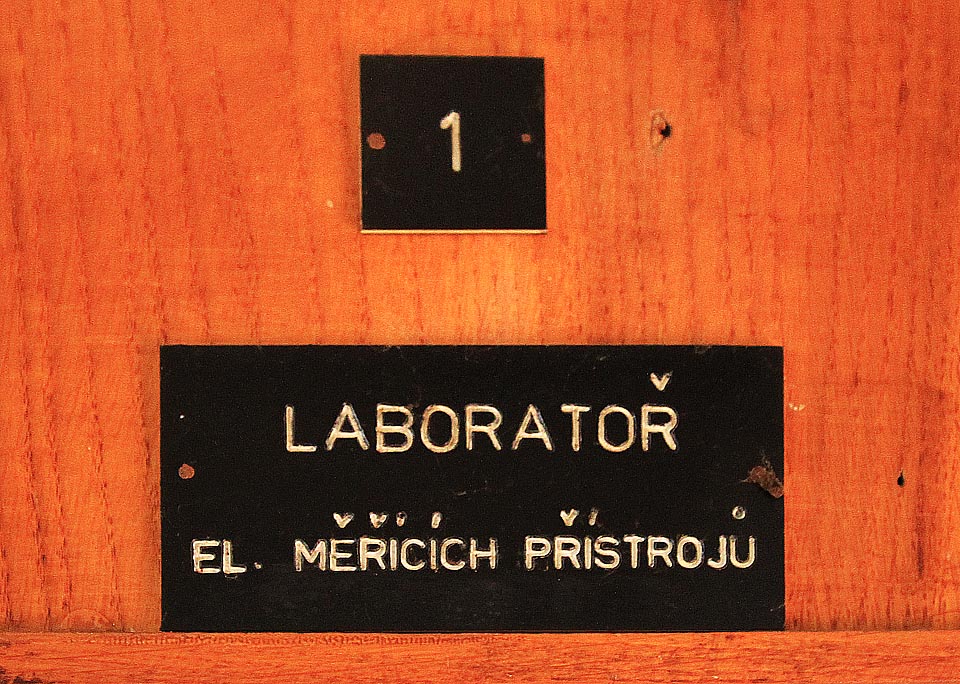 1
LABORATOŘ
EL. MĚŘICÍCH PŘÍSTROJŮ